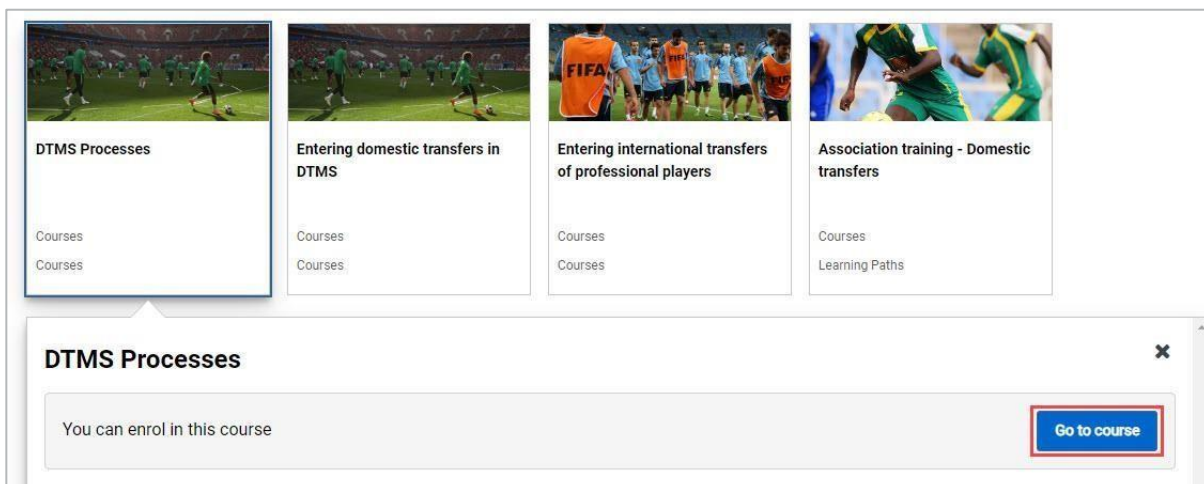 FIFA
DTMS Processes
Entering domestic transfers in
DTMS
Entering international transfers
of professional players
Association training - Domestic
transfers
Courses
Courses
Courses
Courses
Courses
Courses
Courses
Learning Paths
DTMS Processes
You can enrol in this course
Go to course